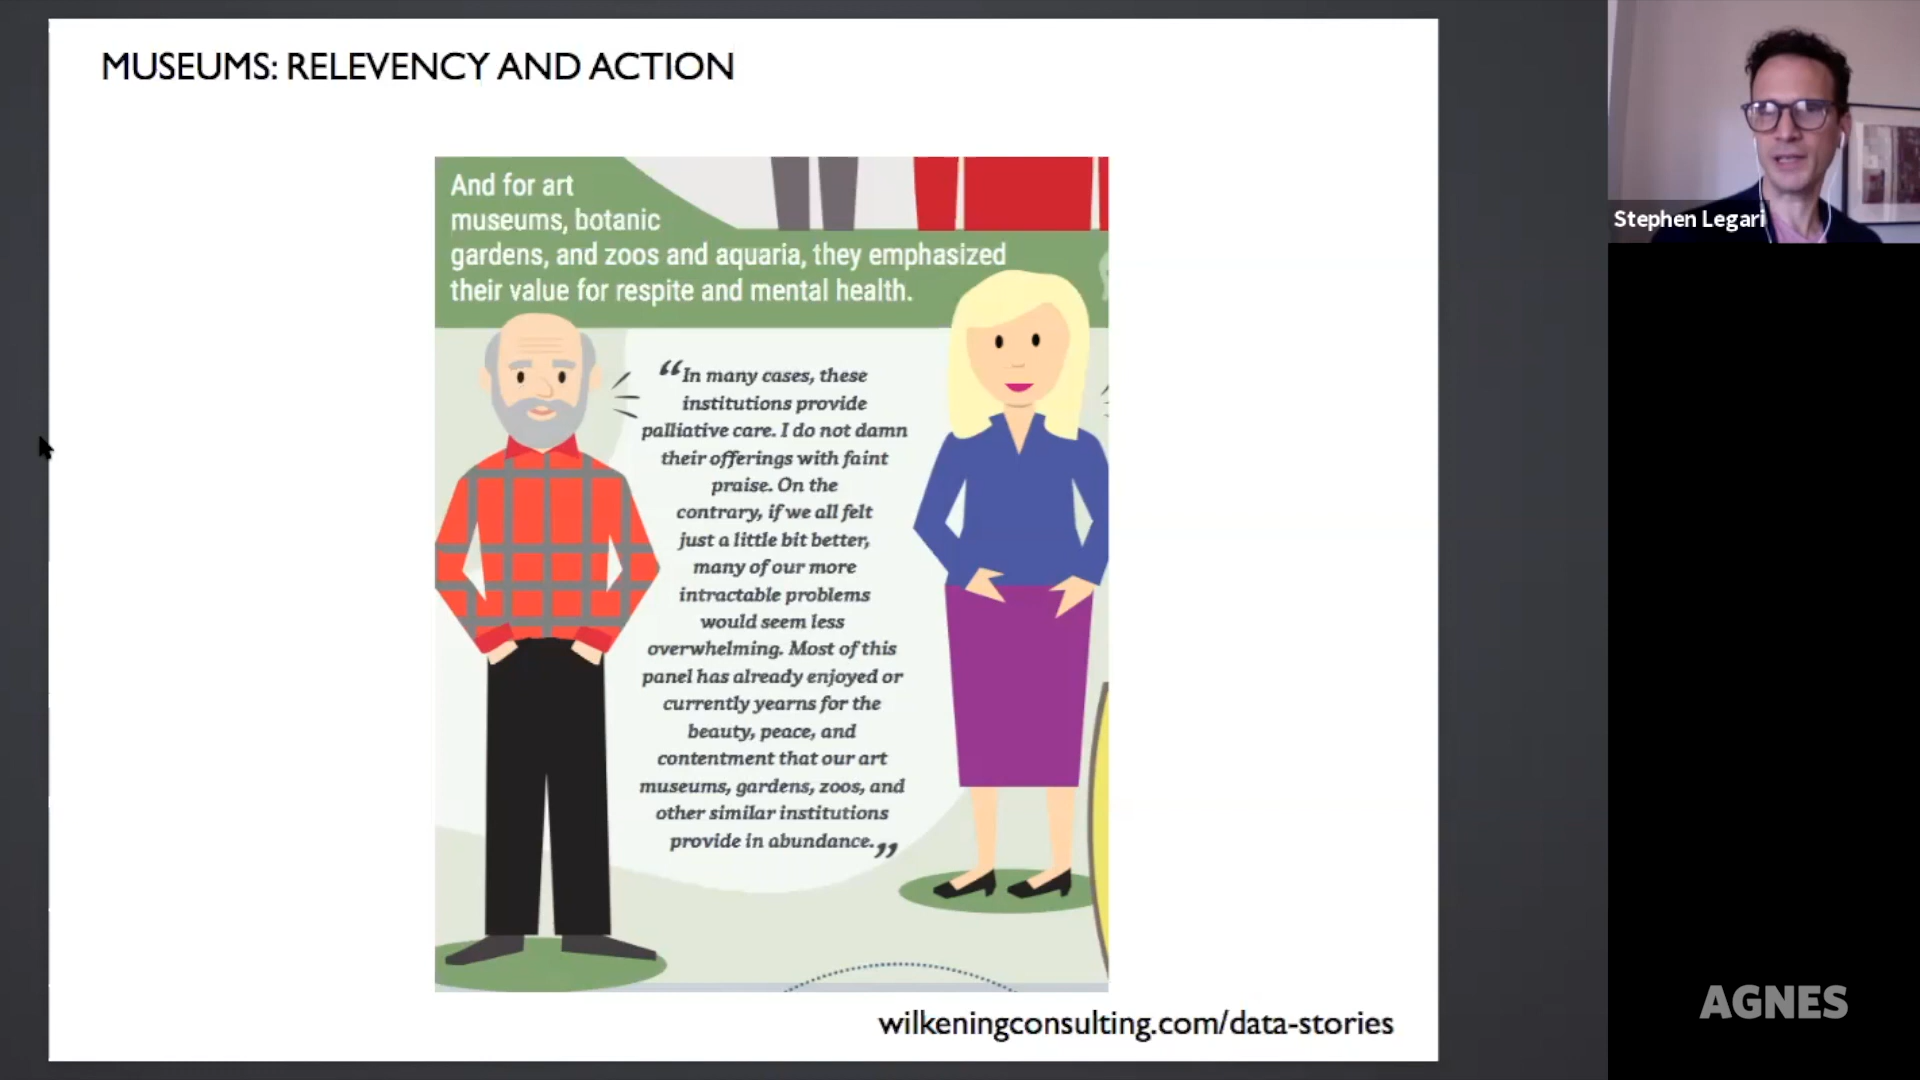 MUSEUMS: RELEVENCY AND ACTION
And for art
museums, botanic
gardens, and zoos and aquaria, they emphasized
their value for respite and mental health.
“In many cases, these
institutions provide
palliative care. I do not damn
their offerings with faint
praise. On the
contrary, if we all felt
just a little bit better,
many of our more
intractable problems
would seem less
overwhelming. Most of this
panel has already enjoyed or
currently yearns for the
beauty, peace, and
contentment that our art
museums, gardens, zoos, and
other similar institutions
provide in abundance.”
wilkeningconsulting.com/data-stories
Stephen Legari
AGNES